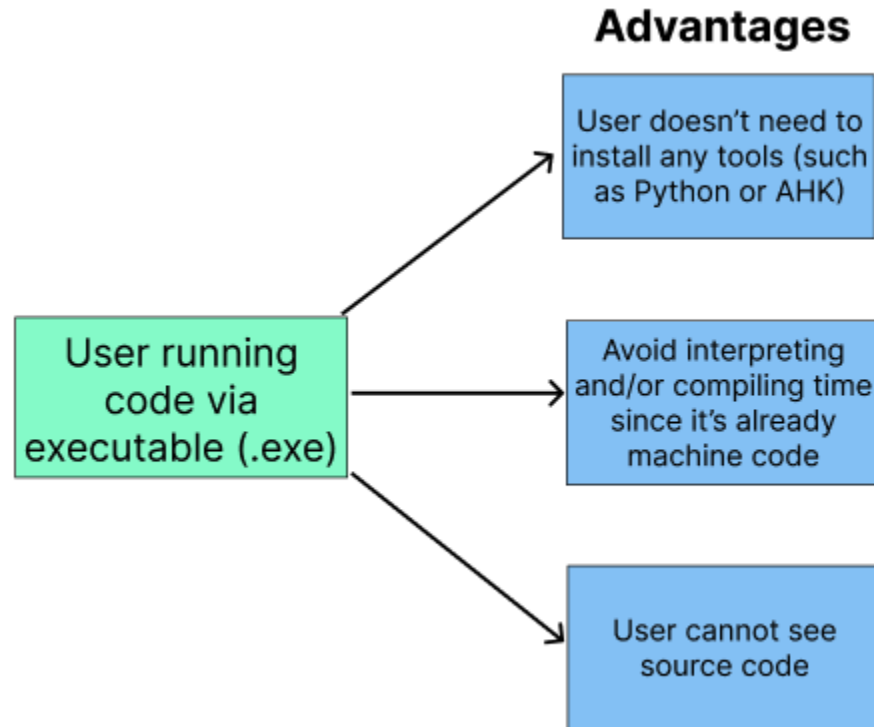 Advantages
User doesn’t need to
install any tools (such
as Python or AHK)
User running
code via
executable (.exe)
Avoid interpreting
and/or compiling time
since it’s already
machine code
User cannot see
source code